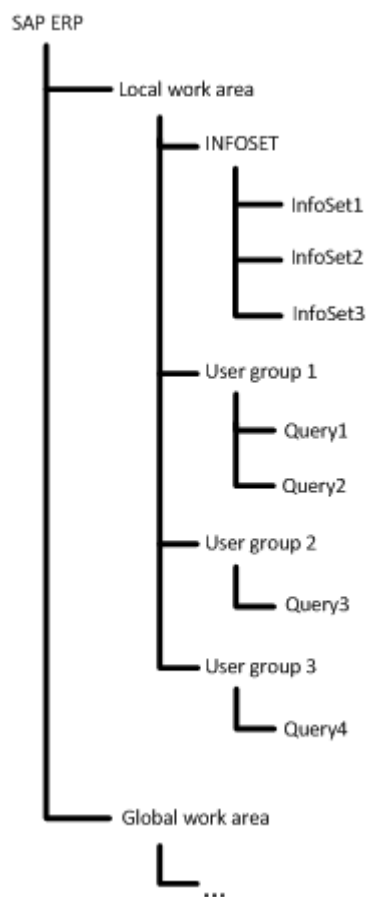 SAP ERP
Local work area
INFOSET
InfoSet1
InfoSet2
InfoSet3
User group 1
Query1
Query2
User group 2
Query3
User group 3
Query4
Global work area
...